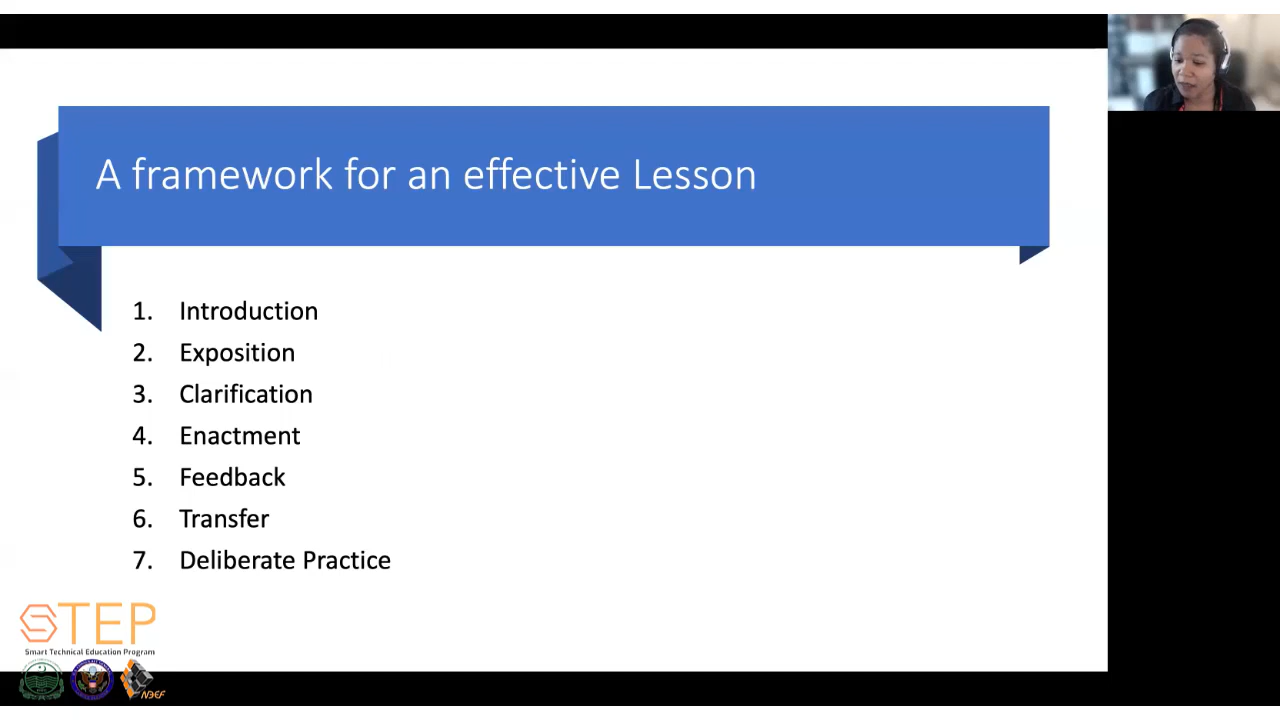 A framework for an effective Lesson
1. Introduction
2. Exposition
3. Clarification
4. Enactment
5. Feedback
6. Transfer
7. Deliberate Practice
STEP
Smart Technical Education Program
N3EF